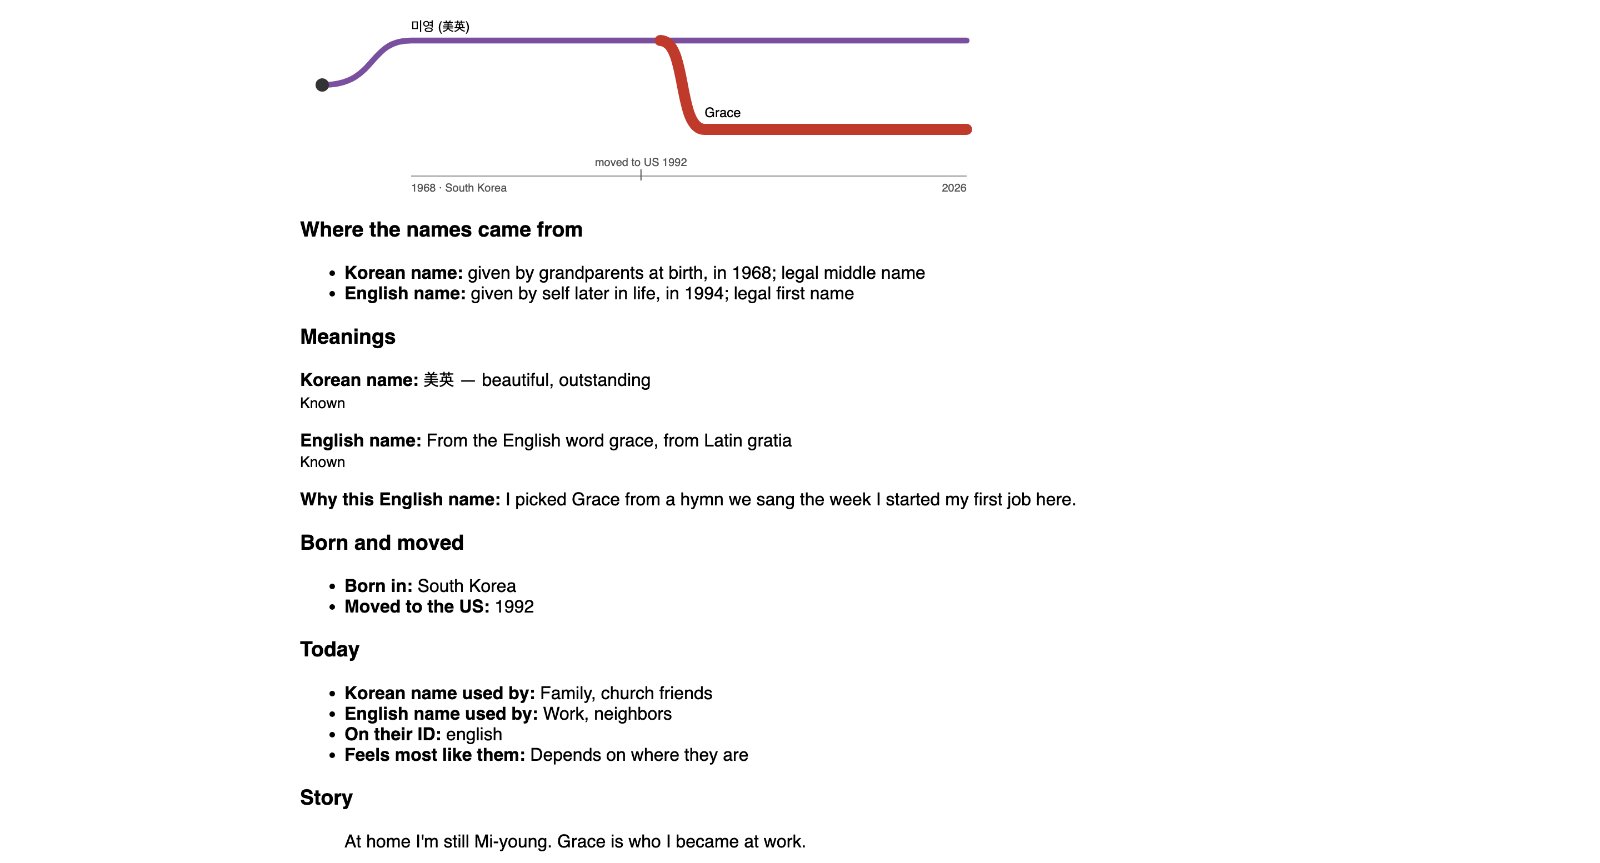 미영 (美英)
Grace
moved to US 1992
1968 · South Korea
2026
Where the names came from
• Korean name: given by grandparents at birth, in 1968; legal middle name
• English name: given by self later in life, in 1994; legal first name
Meanings
Korean name: 美英 — beautiful, outstanding
Known
English name: From the English word grace, from Latin gratia
Known
Why this English name: I picked Grace from a hymn we sang the week I started my first job here.
Born and moved
• Born in: South Korea
• Moved to the US: 1992
Today
• Korean name used by: Family, church friends
• English name used by: Work, neighbors
• On their ID: english
• Feels most like them: Depends on where they are
Story
At home I'm still Mi-young. Grace is who I became at work.